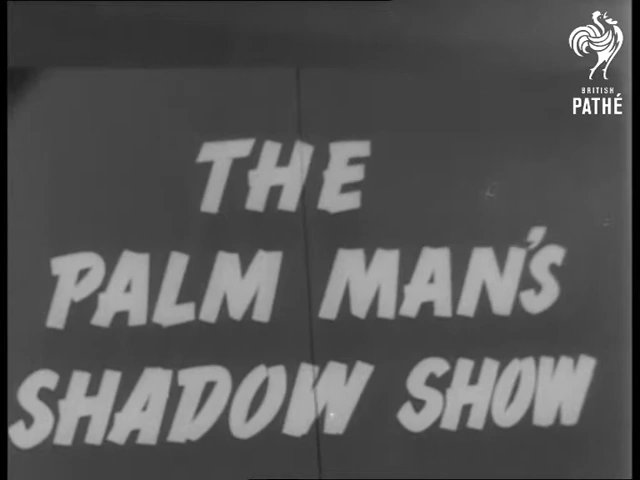 BRITISH
PATHÉ
THE
PALM MAN'S
SHADOW SHOW